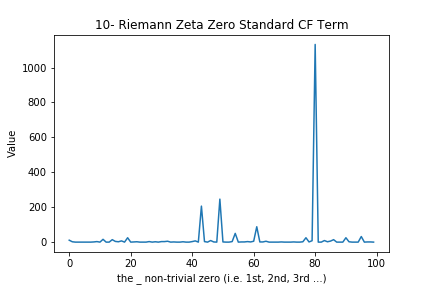 10- Riemann Zeta Zero Standard CF Term
1000
800
600
400
200
0
Value
0 20 40 60 80 100
the _ non-trivial zero (i.e. 1st, 2nd, 3rd ...)